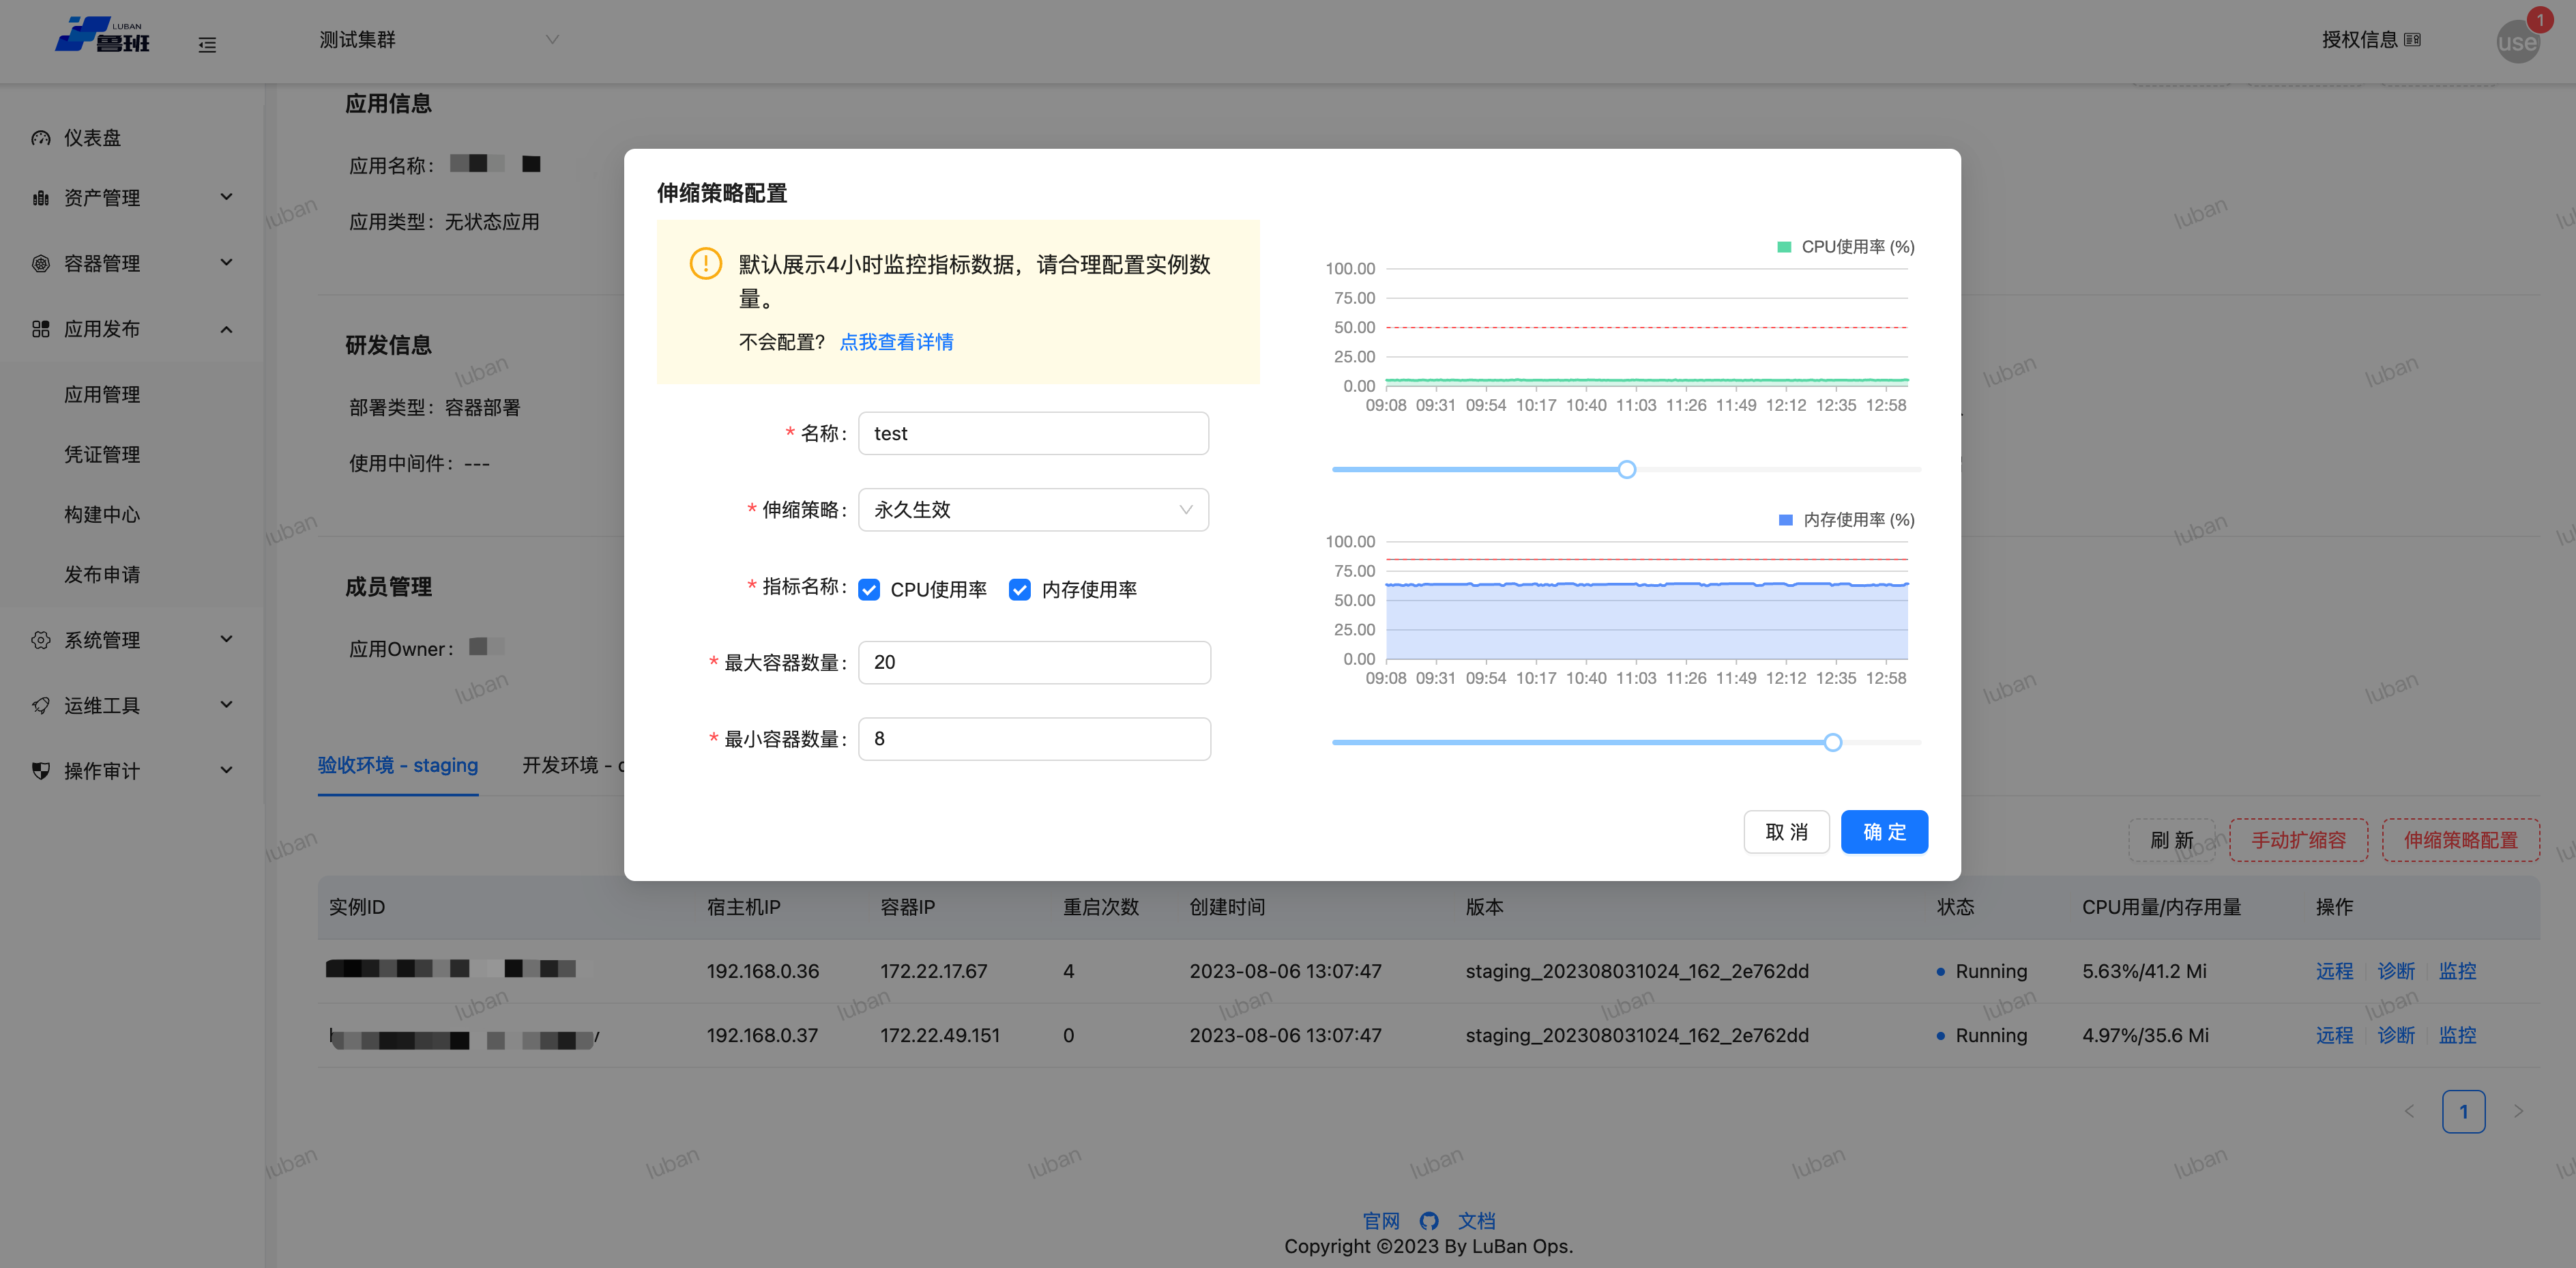 LUBAN
鲁班
测试集群
授权信息
1
use
仪表盘
资产管理
容器管理
应用发布
应用管理
凭证管理
构建中心
发布申请
系统管理
运维工具
操作审计
应用信息
应用名称：
应用类型：无状态应用
研发信息
部署类型：容器部署
使用中间件：---
成员管理
应用Owner：
验收环境 - staging
开发环境 -
伸缩策略配置
默认展示4小时监控指标数据，请合理配置实例数
量。
不会配置？ 点我查看详情
* 名称： test
* 伸缩策略： 永久生效
* 指标名称： CPU使用率 内存使用率
* 最大容器数量： 20
* 最小容器数量： 8
CPU使用率 (%)
100.00
75.00
50.00
25.00
0.00
09:08 09:31 09:54 10:17 10:40 11:03 11:26 11:49 12:12 12:35 12:58
内存使用率 (%)
100.00
75.00
50.00
25.00
0.00
09:08 09:31 09:54 10:17 10:40 11:03 11:26 11:49 12:12 12:35 12:58
取 消
确 定
刷 新
手动扩缩容
伸缩策略配置
实例ID 宿主机IP 容器IP 重启次数 创建时间 版本 状态 CPU用量/内存用量 操作
192.168.0.36 172.22.17.67 4 2023-08-06 13:07:47 staging_202308031024_162_2e762dd Running 5.63%/41.2 Mi 远程 诊断 监控
192.168.0.37 172.22.49.151 0 2023-08-06 13:07:47 staging_202308031024_162_2e762dd Running 4.97%/35.6 Mi 远程 诊断 监控
1
官网 文档
Copyright ©2023 By LuBan Ops.
luban